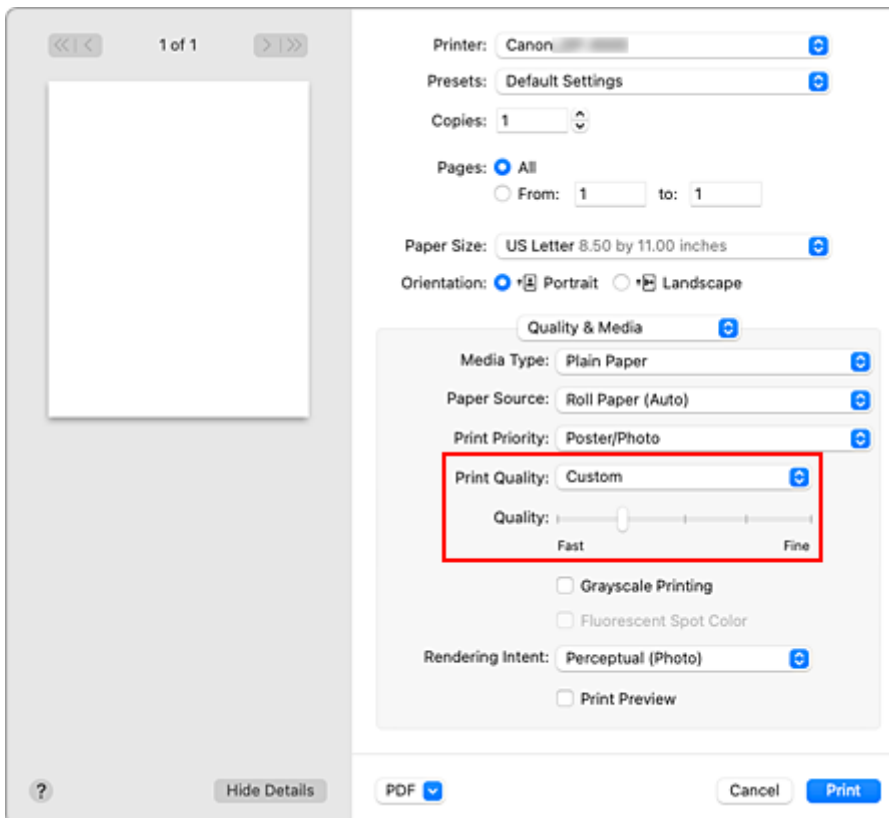 1 of 1
Printer: Canon
Presets: Default Settings
Copies: 1
Pages: All
From: 1 to: 1
Paper Size: US Letter 8.50 by 11.00 inches
Orientation: Portrait Landscape
Quality & Media
Media Type: Plain Paper
Paper Source: Roll Paper (Auto)
Print Priority: Poster/Photo
Print Quality: Custom
Quality:
Fast Fine
Grayscale Printing
Fluorescent Spot Color
Rendering Intent: Perceptual (Photo)
Print Preview
? Hide Details PDF Cancel Print